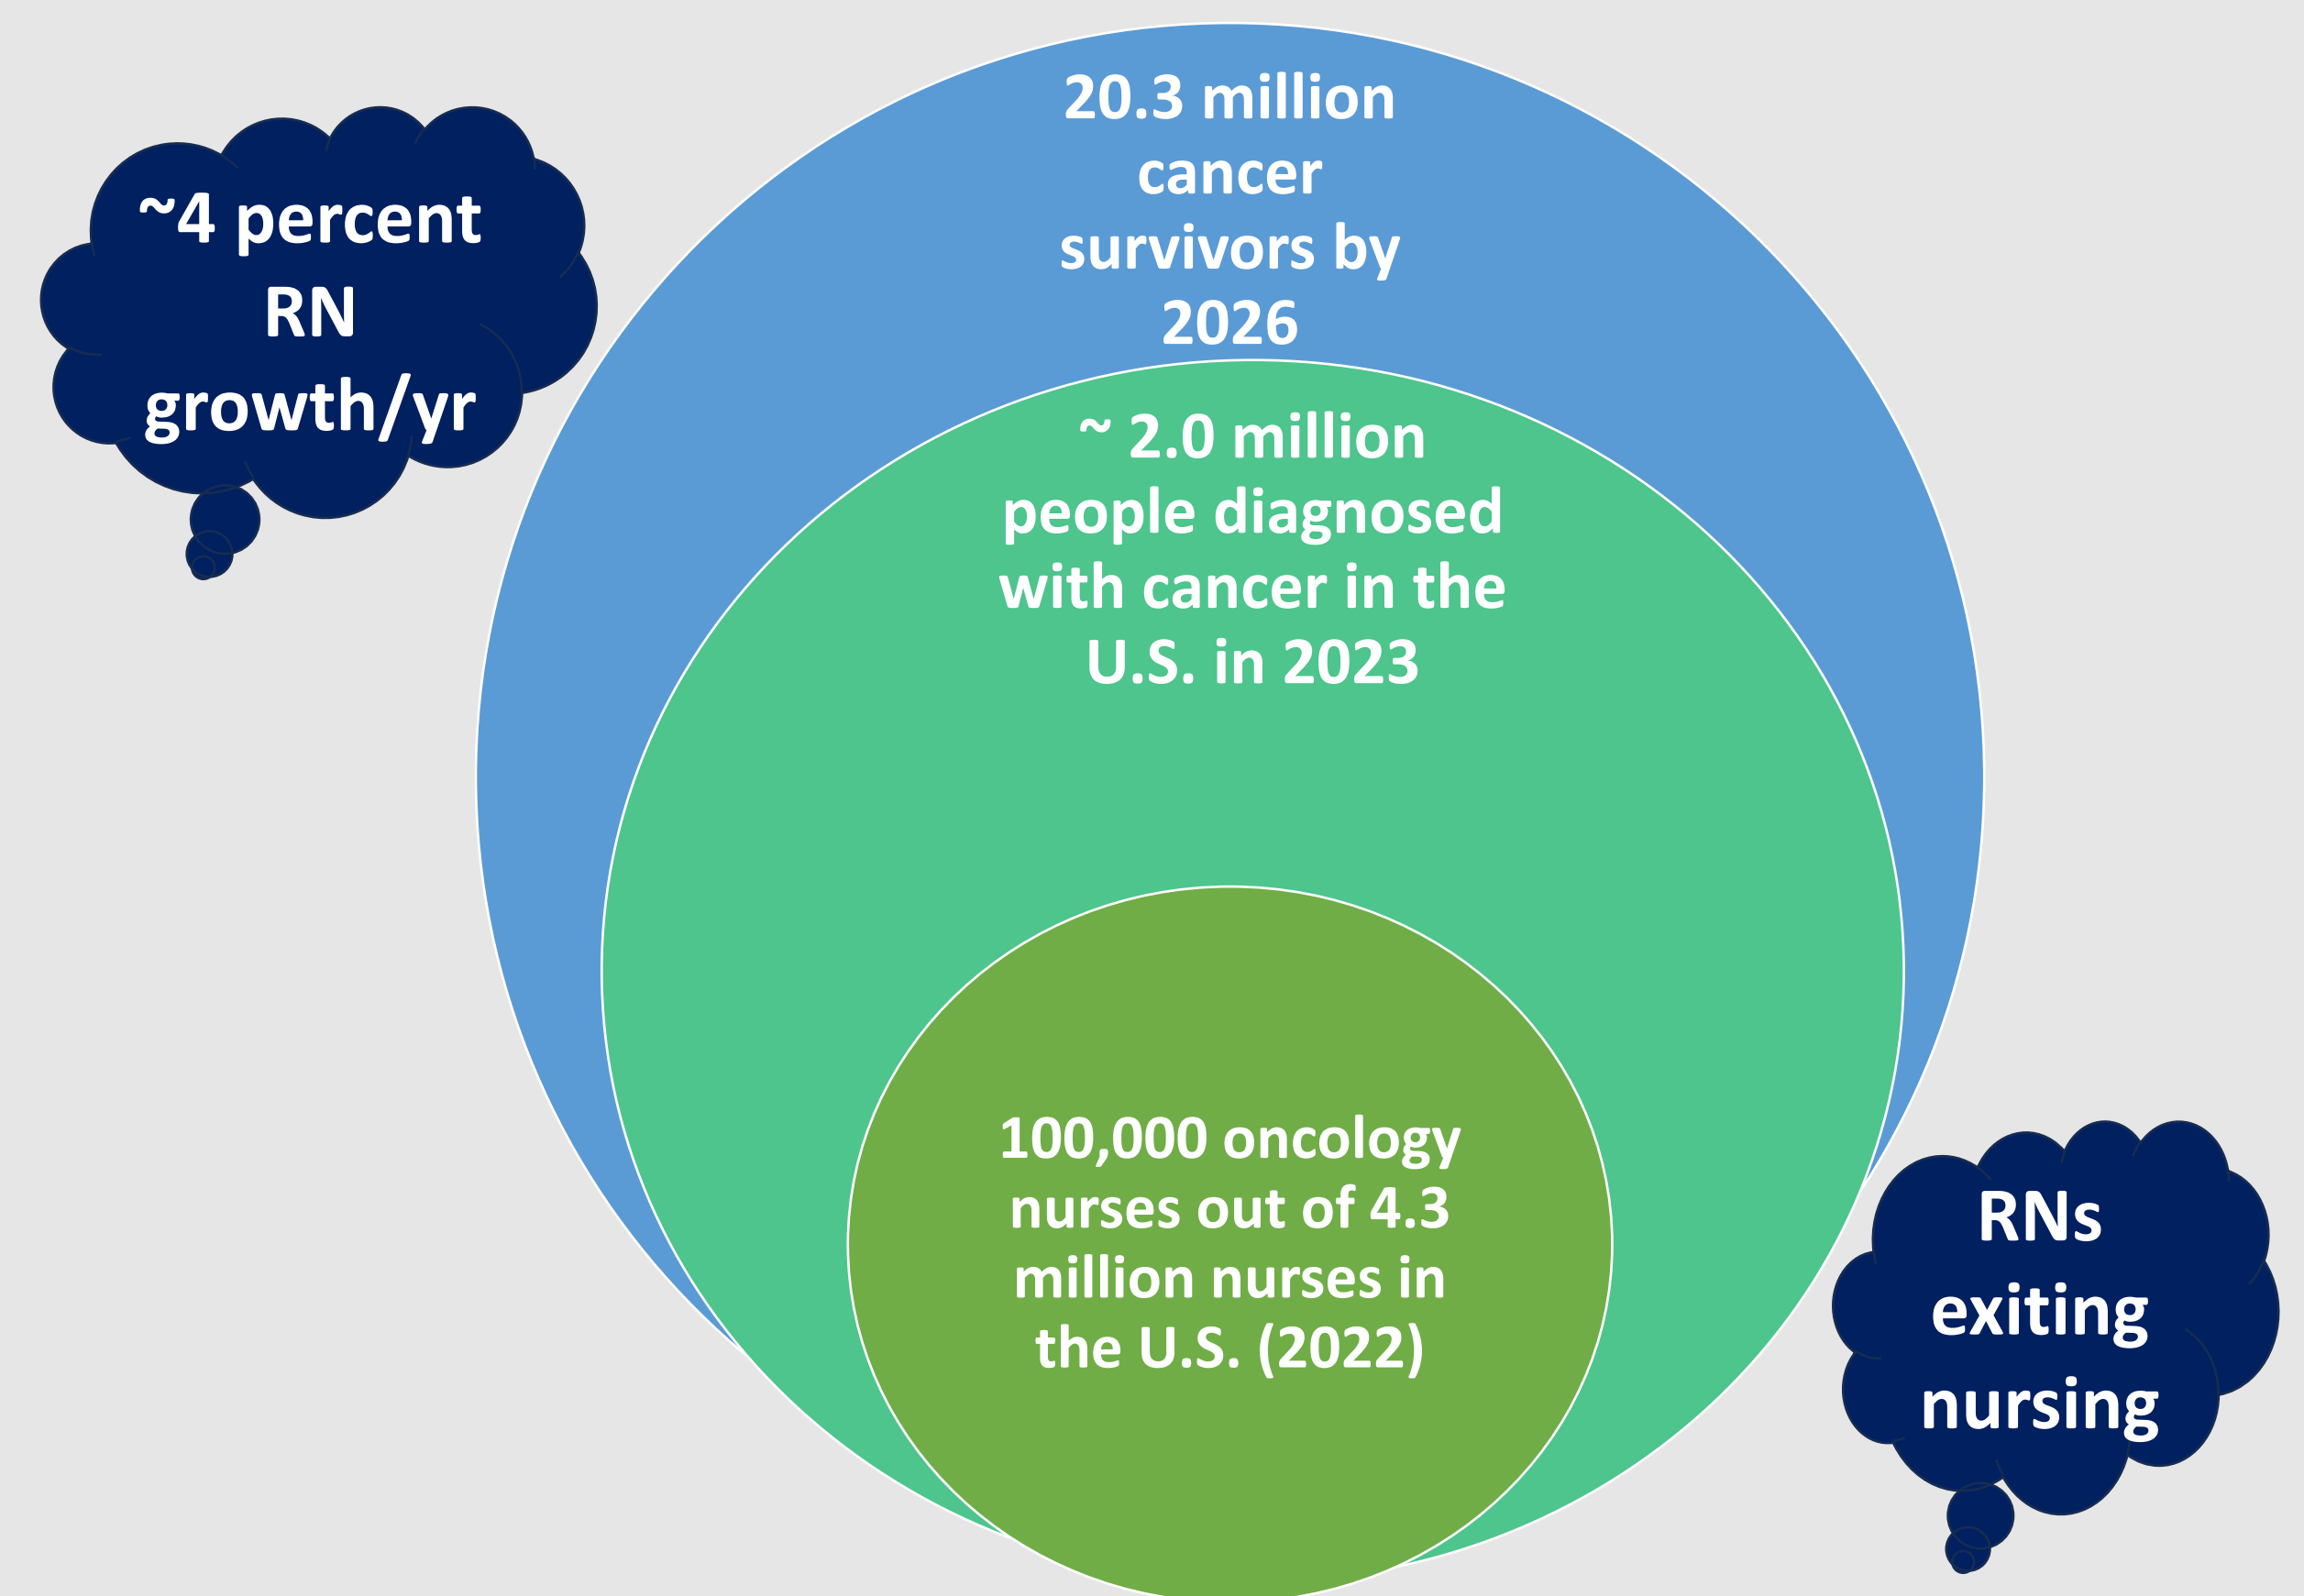 ~4 percent
RN
growth/yr
20.3 million
cancer
survivors by
2026
~ 2.0 million
people diagnosed
with cancer in the
U.S. in 2023
100,000 oncology
nurses out of 4.3
million nurses in
the U.S. (2022)
RNs
exiting
nursing